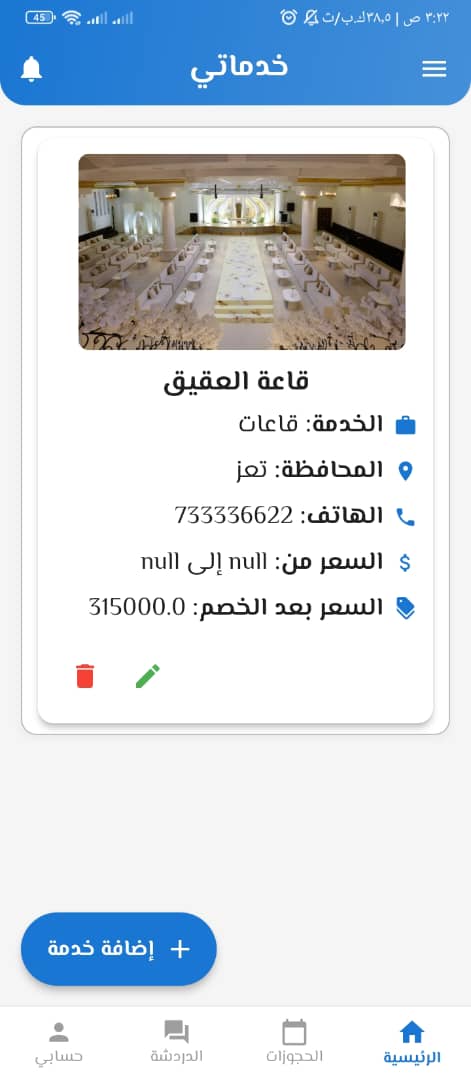 ٣:٢٢ ص | ٣٨,٥ك.ب/ث
45
خدماتي
قاعة العقيق
الخدمة: قاعات
المحافظة: تعز
الهاتف: 733336622
السعر من: null إلى null
السعر بعد الخصم: 315000.0
إضافة خدمة
الرئيسية
الحجوزات
الدردشة
حسابي